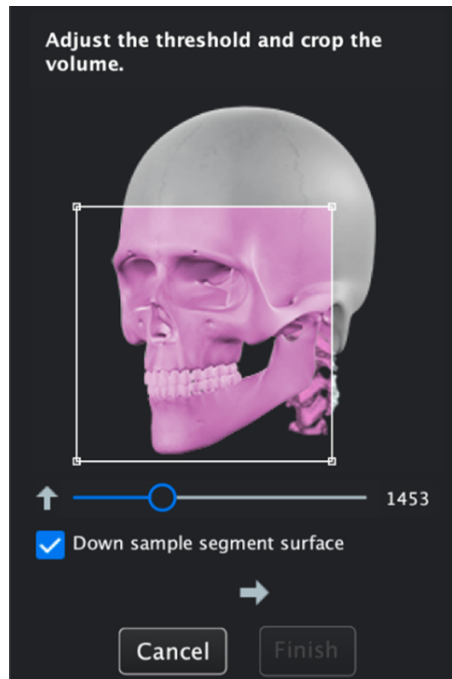 Adjust the threshold and crop the
volume.
1453
Down sample segment surface
Cancel
Finish